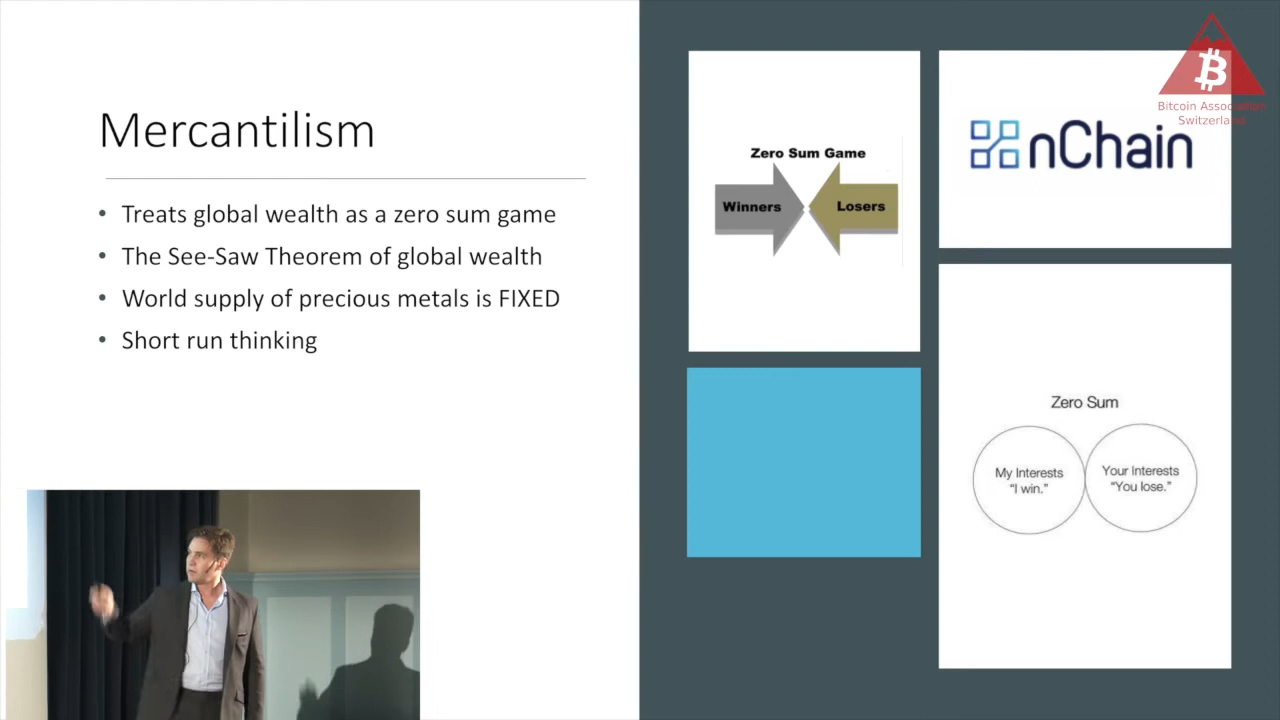 Mercantilism
• Treats global wealth as a zero sum game
• The See-Saw Theorem of global wealth
• World supply of precious metals is FIXED
• Short run thinking
Zero Sum Game
Winners
Losers
nChain
Bitcoin Association
Switzerland
Zero Sum
My Interests
"I win."
Your Interests
"You lose."